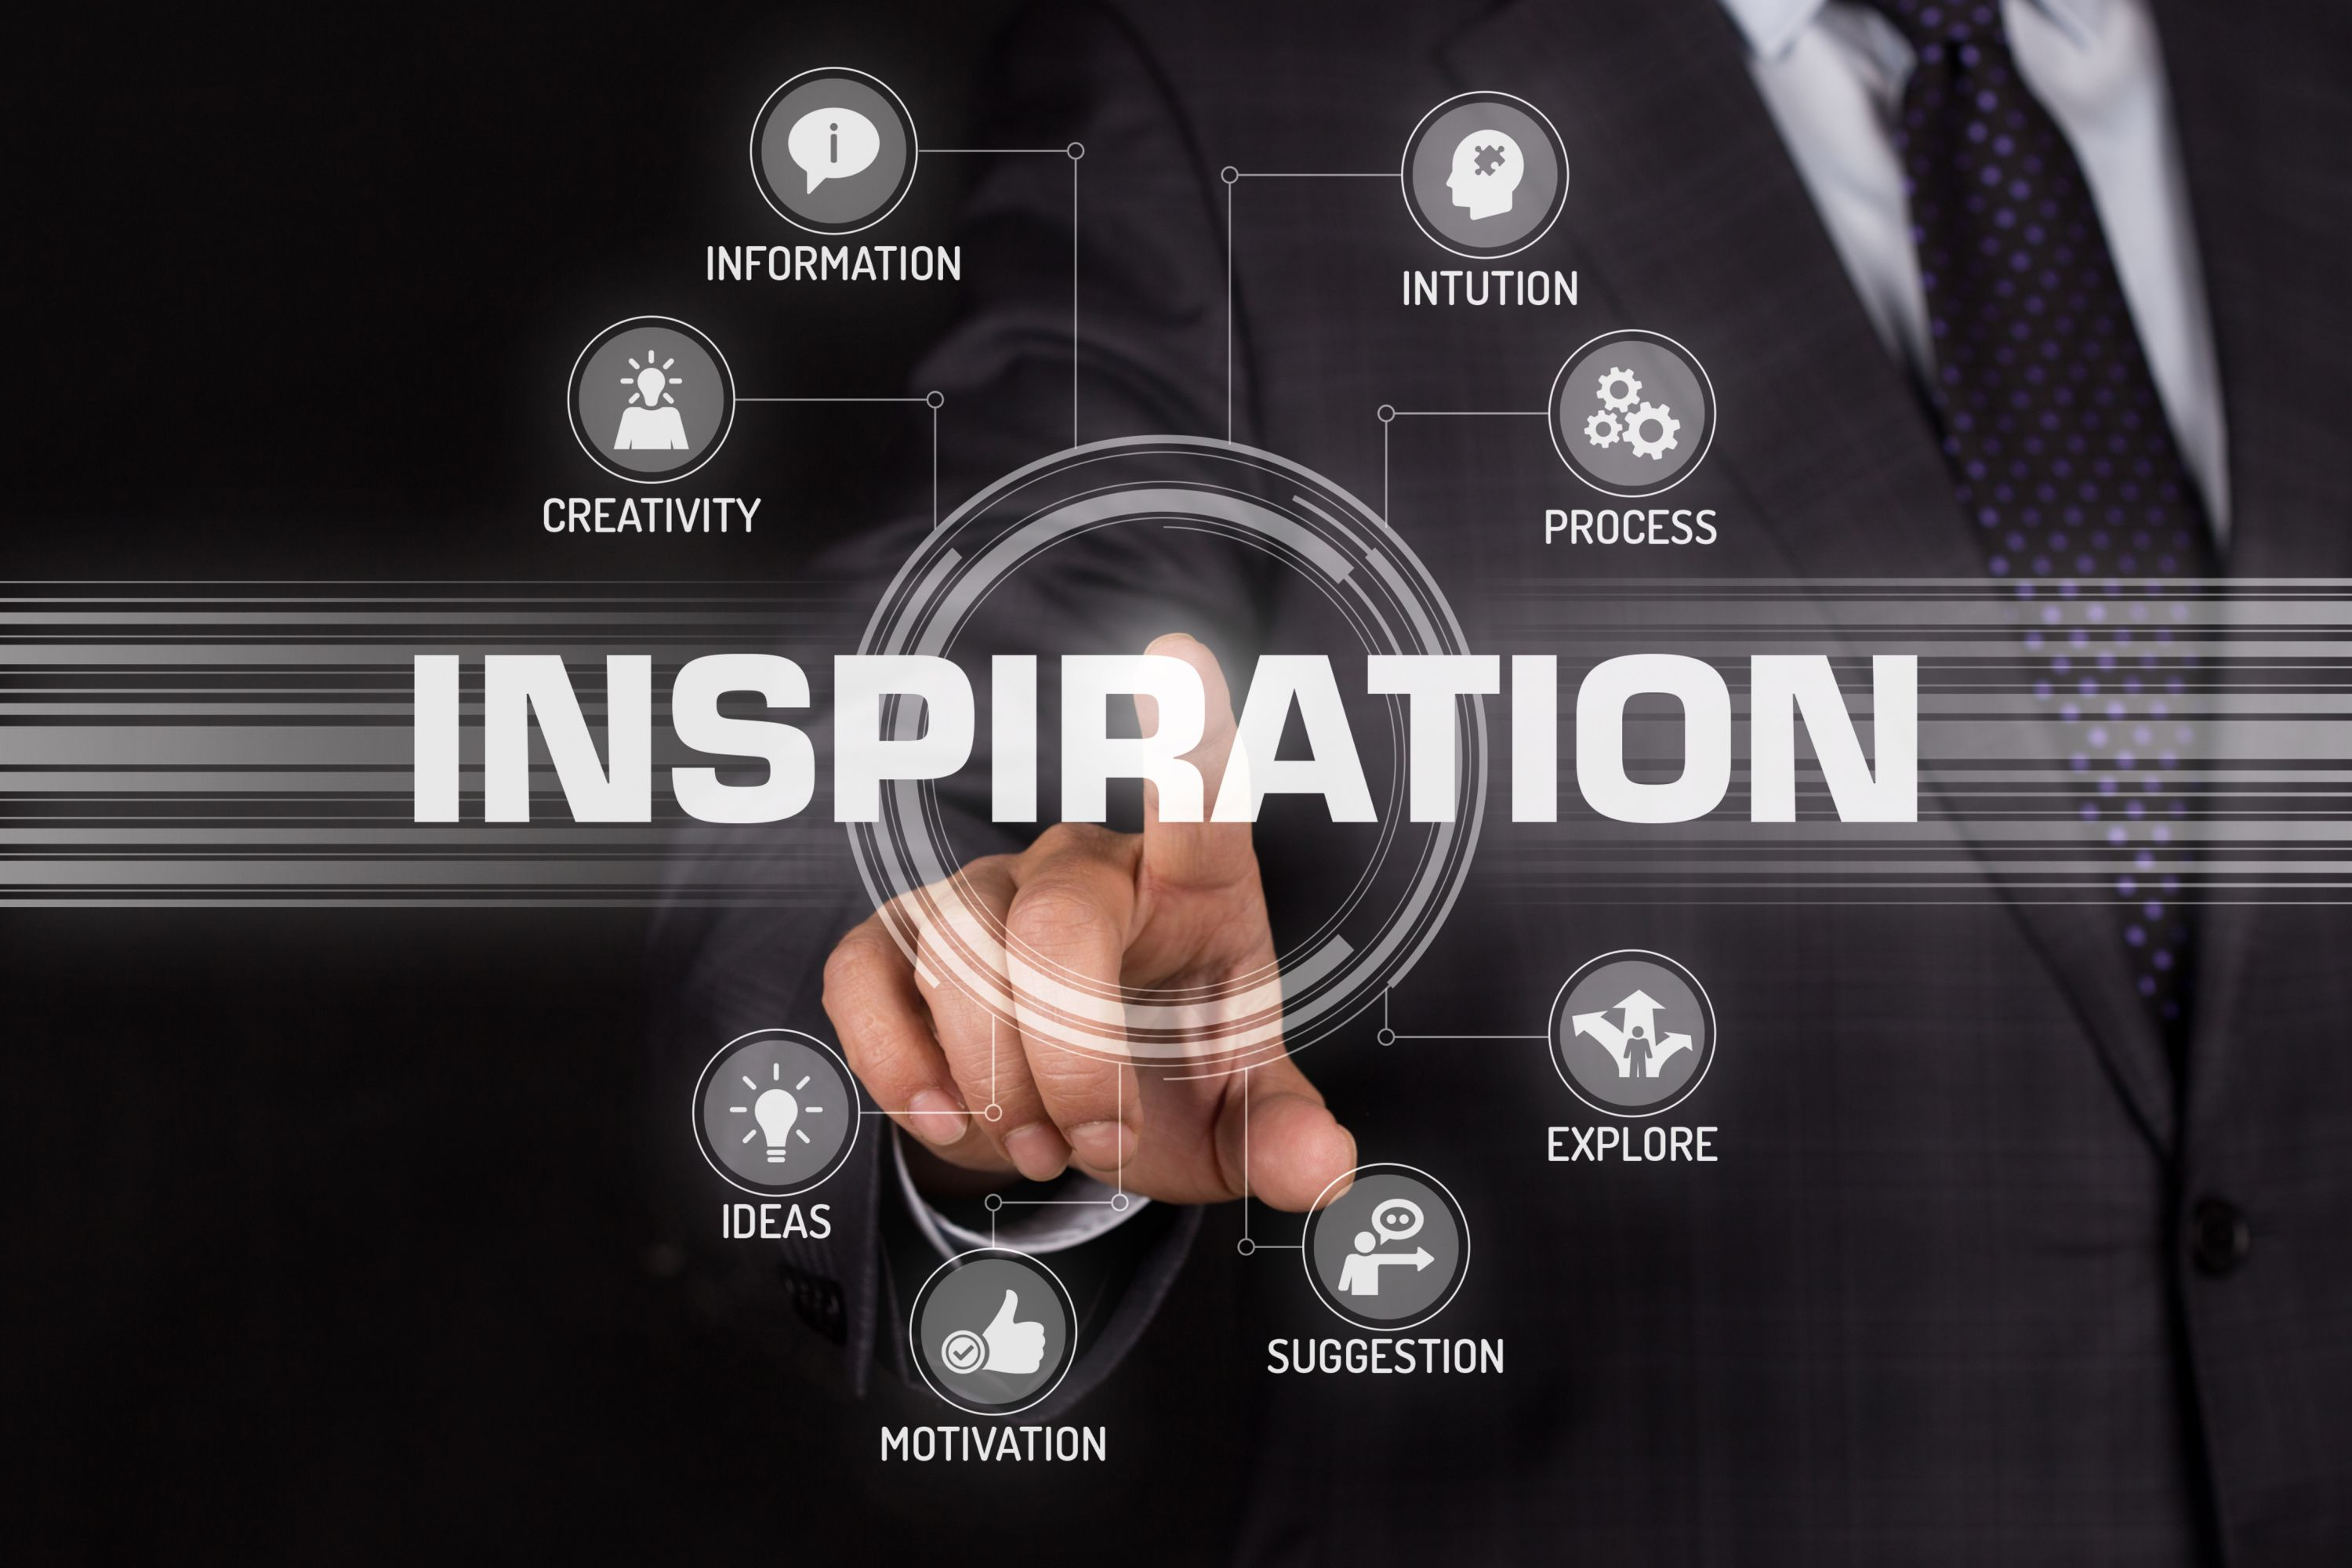 INFORMATION
INTUTION
CREATIVITY
PROCESS
INSPIRATION
IDEAS
EXPLORE
MOTIVATION
SUGGESTION